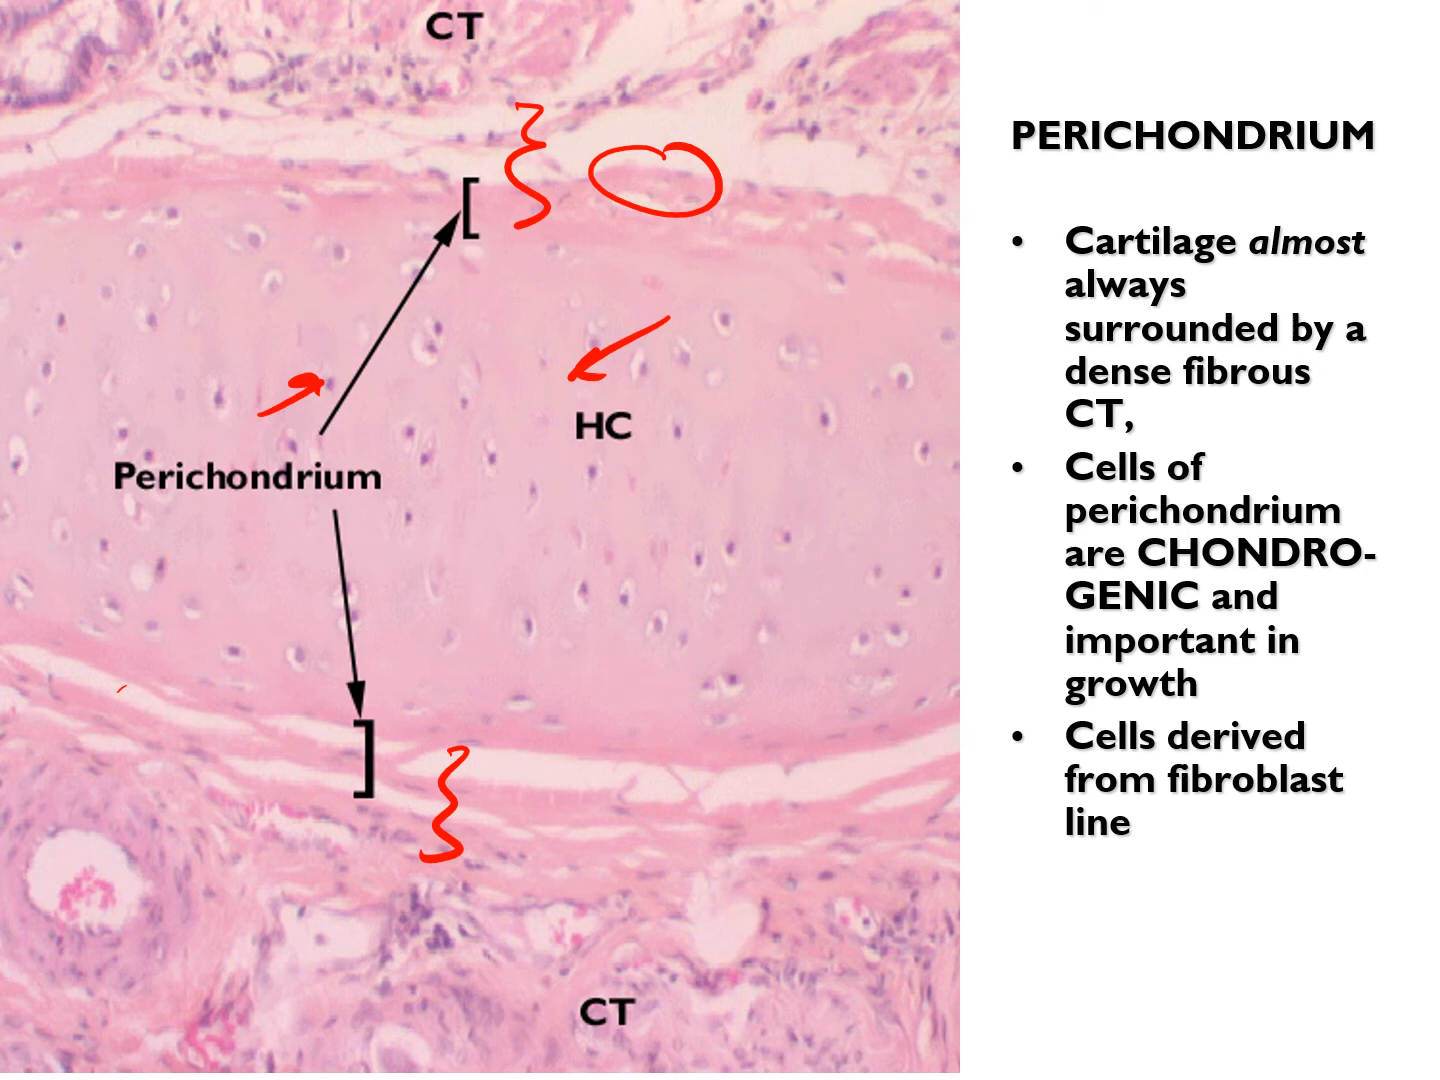 CT
Perichondrium
HC
CT
PERICHONDRIUM
• Cartilage almost
always
surrounded by a
dense fibrous
CT,
• Cells of
perichondrium
are CHONDRO-
GENIC and
important in
growth
• Cells derived
from fibroblast
line